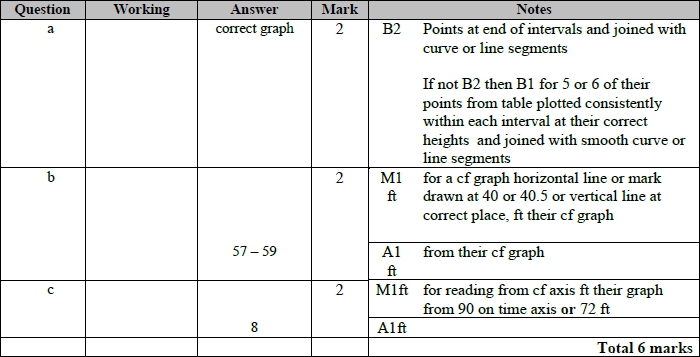 Question Working Answer Mark Notes
a correct graph 2 B2 Points at end of intervals and joined with
curve or line segments
If not B2 then B1 for 5 or 6 of their
points from table plotted consistently
within each interval at their correct
heights and joined with smooth curve or
line segments
b 2 M1 for a cf graph horizontal line or mark
ft drawn at 40 or 40.5 or vertical line at
correct place, ft their cf graph
57 – 59 A1 from their cf graph
ft
c 2 M1ft for reading from cf axis ft their graph
from 90 on time axis or 72 ft
8 A1ft
Total 6 marks